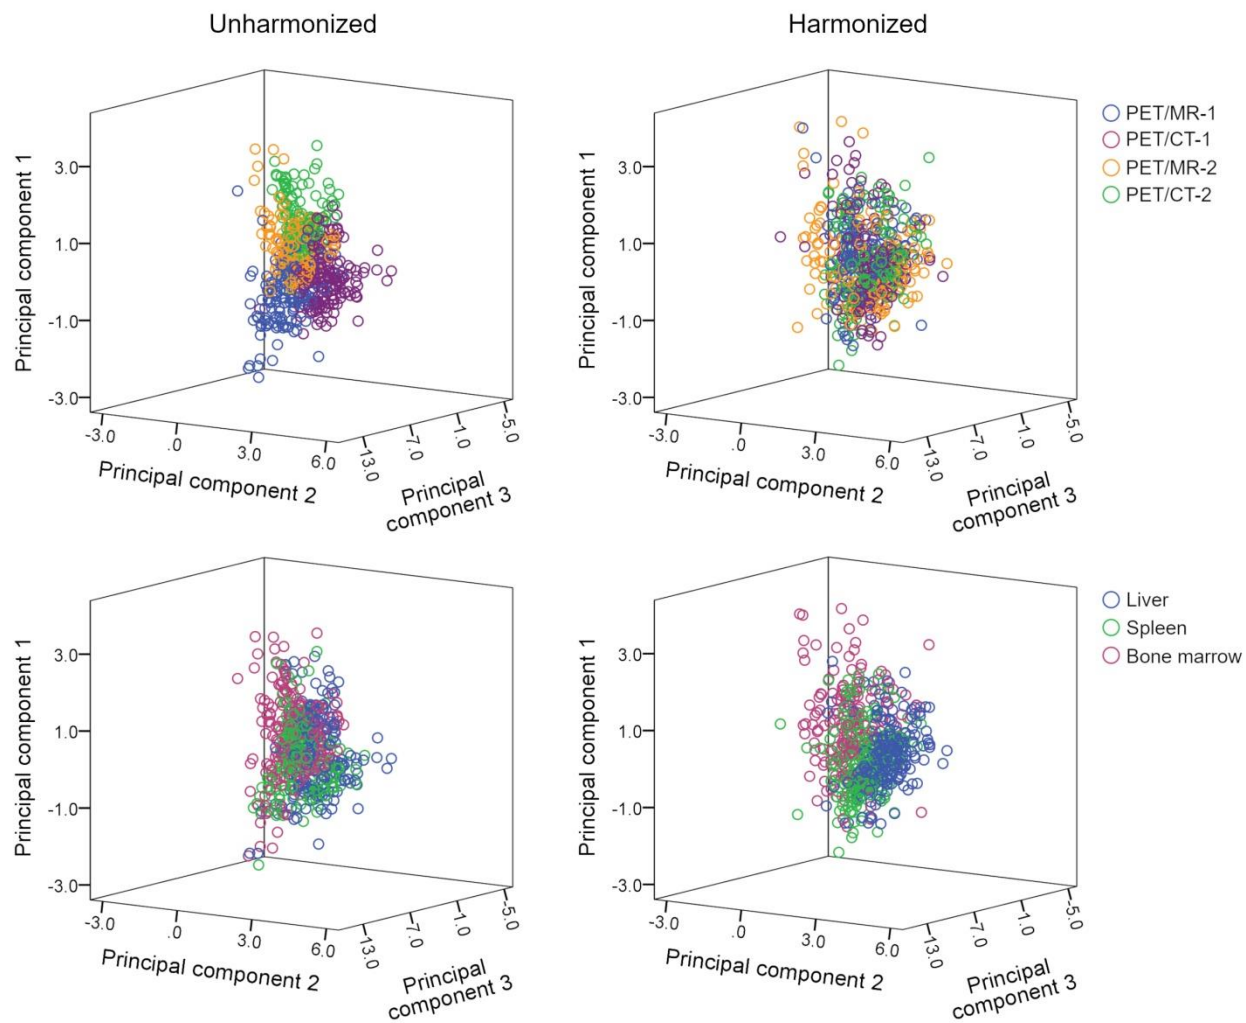 Unharmonized
Harmonized
Principal component 1
3.0
1.0
-1.0
-3.0
-3.0
.0
3.0
6.0
Principal component 2
-13.0
-7.0
-1.0
-5.0
Principal
component 3
Principal component 1
3.0
1.0
-1.0
-3.0
-3.0
.0
3.0
6.0
Principal component 2
-13.0
-7.0
-1.0
-5.0
Principal
component 3
PET/MR-1
PET/CT-1
PET/MR-2
PET/CT-2
Principal component 1
3.0
1.0
-1.0
-3.0
-3.0
.0
3.0
6.0
Principal component 2
-13.0
-7.0
-1.0
-5.0
Principal
component 3
Principal component 1
3.0
1.0
-1.0
-3.0
-3.0
.0
3.0
6.0
Principal component 2
-13.0
-7.0
-1.0
-5.0
Principal
component 3
Liver
Spleen
Bone marrow